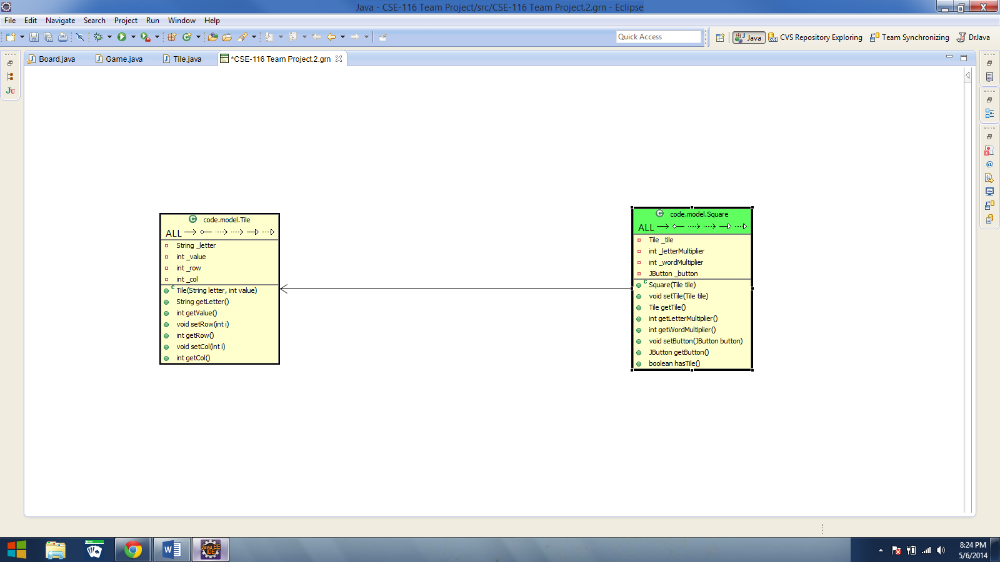 Java - CSE-116 Team Project/src/CSE-116 Team Project.2.grn - Eclipse
File Edit Navigate Search Project Run Window Help
Quick Access
Java
CVS Repository Exploring
Team Synchronizing
DrJava
Board.java
Game.java
Tile.java
*CSE-116 Team Project.2.grn
Ju
code.model.Tile
ALL
String _letter
int _value
int _row
int _col
Tile(String letter, int value)
String getLetter()
int getValue()
void setRow(int i)
int getRow()
void setCol(int i)
int getCol()
code.model.Square
ALL
Tile _tile
int _letterMultiplier
int _wordMultiplier
JButton _button
Square(Tile tile)
void setTile(Tile tile)
Tile getTile()
int getLetterMultiplier()
int getWordMultiplier()
void setButton(JButton button)
JButton getButton()
boolean hasTile()
Java EE
IDE
8:24 PM
5/6/2014